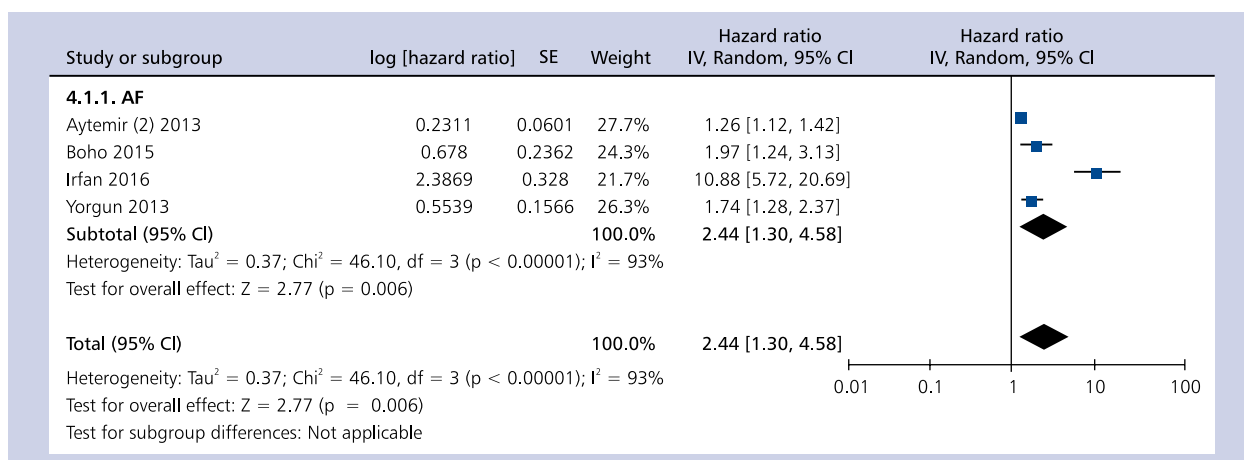 Hazard ratio Hazard ratio
Study or subgroup log [hazard ratio] SE Weight IV, Random, 95% CI IV, Random, 95% CI
4.1.1. AF
Aytemir (2) 2013 0.2311 0.0601 27.7% 1.26 [1.12, 1.42]
Boho 2015 0.678 0.2362 24.3% 1.97 [1.24, 3.13]
Irfan 2016 2.3869 0.328 21.7% 10.88 [5.72, 20.69]
Yorgun 2013 0.5539 0.1566 26.3% 1.74 [1.28, 2.37]
Subtotal (95% CI) 100.0% 2.44 [1.30, 4.58]
Heterogeneity: Tau² = 0.37; Chi² = 46.10, df = 3 (p < 0.00001); I² = 93%
Test for overall effect: Z = 2.77 (p = 0.006)
Total (95% CI) 100.0% 2.44 [1.30, 4.58]
Heterogeneity: Tau² = 0.37; Chi² = 46.10, df = 3 (p < 0.00001); I² = 93%
0.01 0.1 1 10 100
Test for overall effect: Z = 2.77 (p = 0.006)
Test for subgroup differences: Not applicable